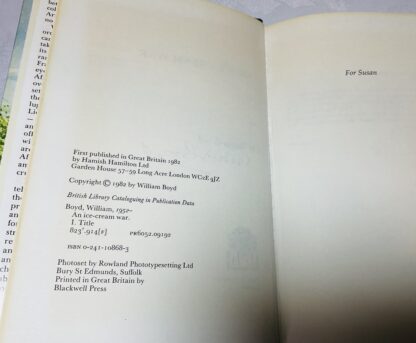 First published in Great Britain 1982
by Hamish Hamilton Ltd
Garden House 57–59 Long Acre London WC2E 9JZ
Copyright © 1982 by William Boyd
British Library Cataloguing in Publication Data
Boyd, William, 1952–
An ice-cream war.
I. Title
823'.914[F] PR6052.09192
ISBN 0-241-10868-3
Photoset by Rowland Phototypesetting Ltd
Bury St Edmunds, Suffolk
Printed in Great Britain by
Blackwell Press
For Susan